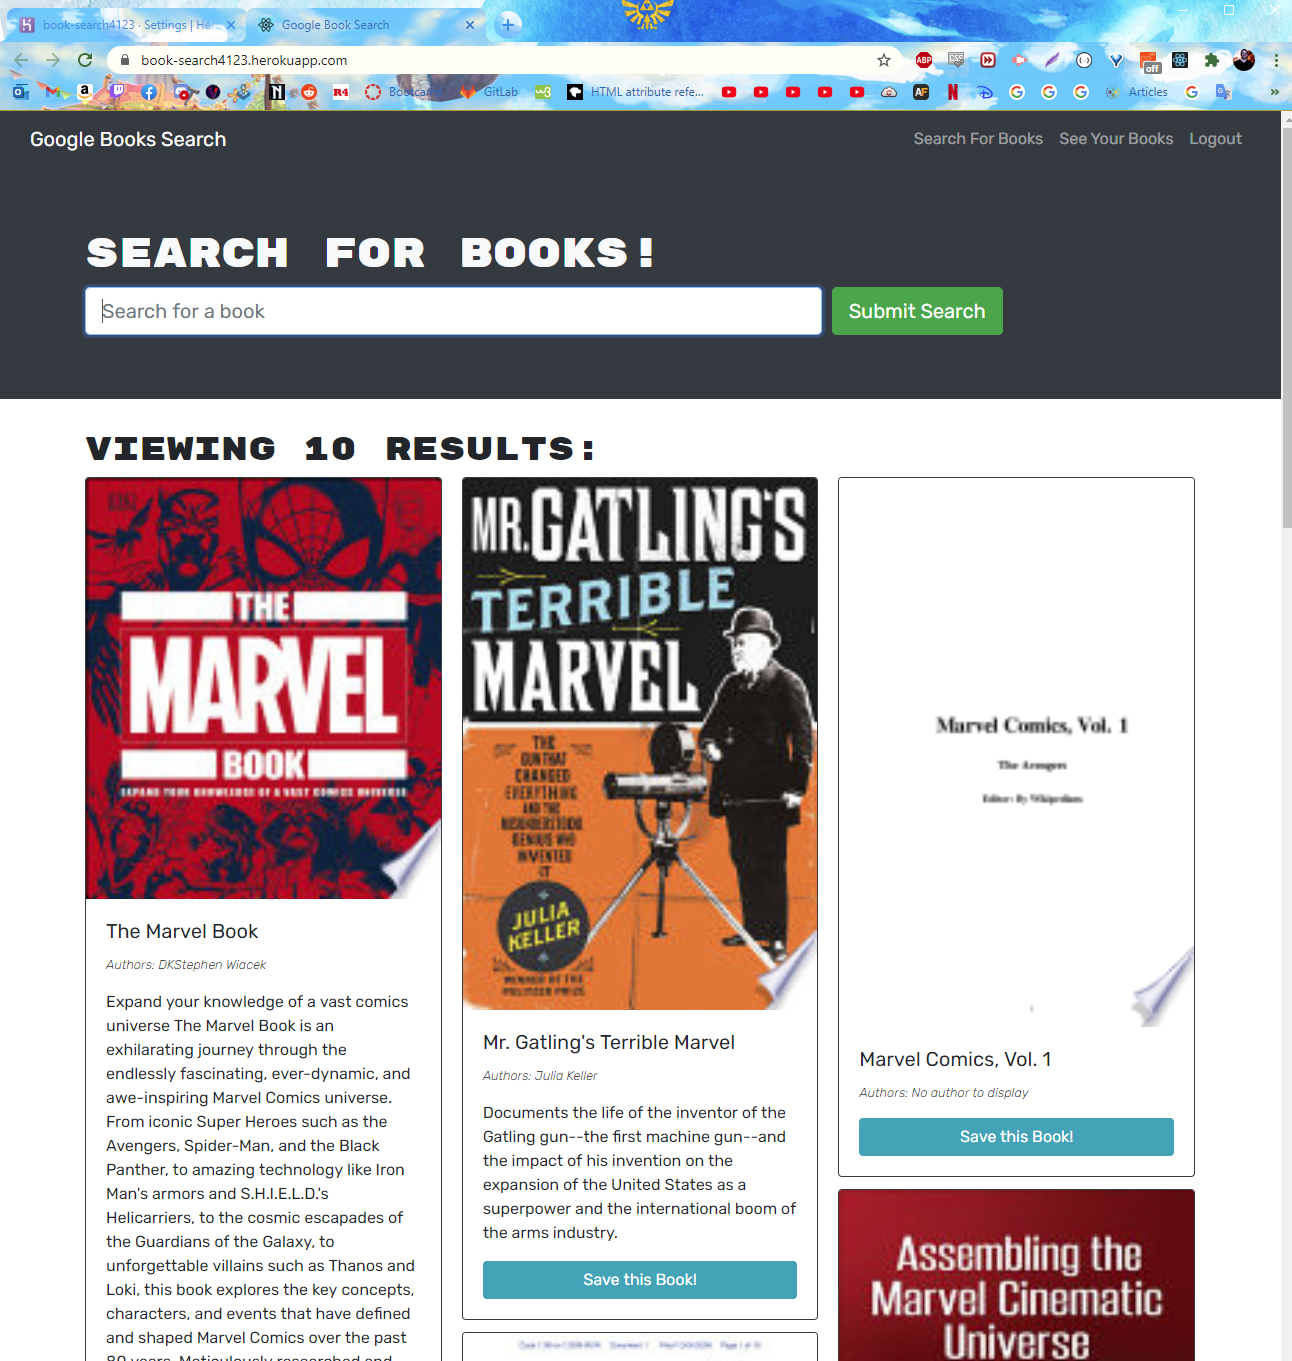 book-search4123 · Settings | Her
Google Book Search
book-search4123.herokuapp.com
ABP
CSS
off
Bootcam
GitLab
HTML attribute refe...
Articles
R4
AF
Google Books Search
Search For Books
See Your Books
Logout
SEARCH FOR BOOKS!
Search for a book
Submit Search
VIEWING 10 RESULTS:
THE
MARVEL
BOOK
EXPAND YOUR KNOWLEDGE OF A VAST COMICS UNIVERSE
The Marvel Book
Authors: DKStephen Wiacek
Expand your knowledge of a vast comics
universe The Marvel Book is an
exhilarating journey through the
endlessly fascinating, ever-dynamic, and
awe-inspiring Marvel Comics universe.
From iconic Super Heroes such as the
Avengers, Spider-Man, and the Black
Panther, to amazing technology like Iron
Man's armors and S.H.I.E.L.D.'s
Helicarriers, to the cosmic escapades of
the Guardians of the Galaxy, to
unforgettable villains such as Thanos and
Loki, this book explores the key concepts,
characters, and events that have defined
and shaped Marvel Comics over the past
80 years. Meticulously researched and
MR. GATLING'S
TERRIBLE
MARVEL
THE
GUN THAT
CHANGED
EVERYTHING
AND THE
MISUNDERSTOOD
GENIUS WHO
INVENTED
IT
JULIA
KELLER
WINNER OF THE
PULITZER PRIZE
Mr. Gatling's Terrible Marvel
Authors: Julia Keller
Documents the life of the inventor of the
Gatling gun--the first machine gun--and
the impact of his invention on the
expansion of the United States as a
superpower and the international boom of
the arms industry.
Save this Book!
Marvel Comics, Vol. 1
The Avengers
Editor: By Wikipedians
Marvel Comics, Vol. 1
Authors: No author to display
Save this Book!
Assembling the
Marvel Cinematic
Universe